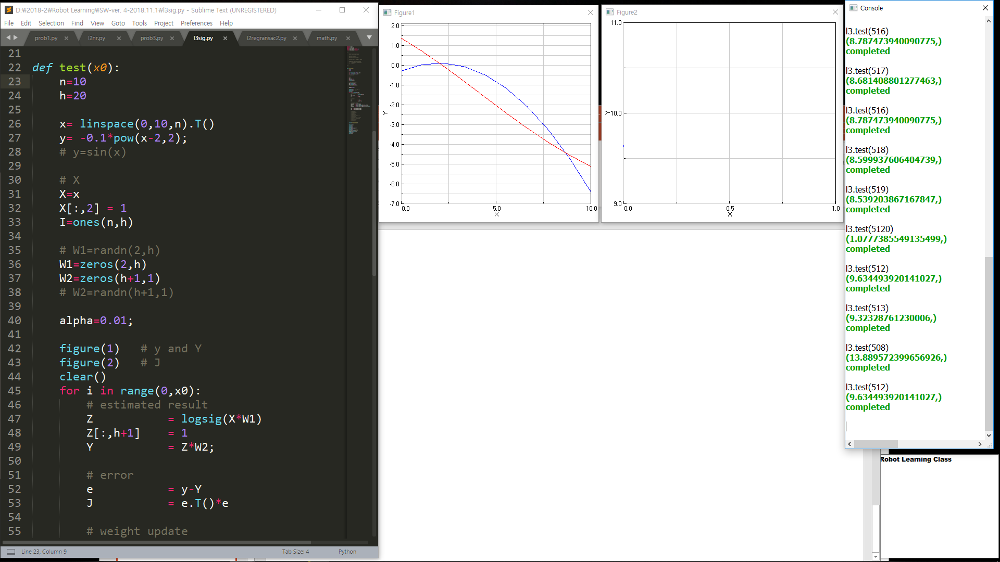 D:\2018-2\Robot Learning\SW-ver. 4-2018.11.1\l3sig.py - Sublime Text (UNREGISTERED)
File Edit Selection Find View Goto Tools Project Preferences Help
prob1.py l2nr.py prob3.py l3sig.py l2regransac2.py math.py
21
22 def test(x0):
23 n=10
24 h=20
25
26 x= linspace(0,10,n).T()
27 y= -0.1*pow(x-2,2);
28 # y=sin(x)
29
30 # X
31 X=x
32 X[:,2] = 1
33 I=ones(n,h)
34
35 # W1=randn(2,h)
36 W1=zeros(2,h)
37 W2=zeros(h+1,1)
38 # W2=randn(h+1,1)
39
40 alpha=0.01;
41
42 figure(1) # y and Y
43 figure(2) # J
44 clear()
45 for i in range(0,x0):
46 # estimated result
47 Z = logsig(X*W1)
48 Z[:,h+1] = 1
49 Y = Z*W2;
50
51 # error
52 e = y-Y
53 J = e.T()*e
54
55 # weight update
Line 23, Column 9 Tab Size: 4 Python
Figure1
2.0
1.0
0.0
-1.0
-2.0
Y
-3.0
-4.0
-5.0
-6.0
-7.0
0.0 5.0 10.0
X
Figure2
11.0
Y 10.0
9.0
0.0 0.5 1.0
X
Console
l3.test(516)
(8.787473940090775,)
completed
l3.test(517)
(8.681408801277463,)
completed
l3.test(516)
(8.787473940090775,)
completed
l3.test(518)
(8.599937606404739,)
completed
l3.test(519)
(8.539203867167847,)
completed
l3.test(5120)
(1.0777385549135499,)
completed
l3.test(512)
(9.634493920141027,)
completed
l3.test(513)
(9.32328761230006,)
completed
l3.test(508)
(13.889572399656926,)
completed
l3.test(512)
(9.634493920141027,)
completed
Robot Learning Class